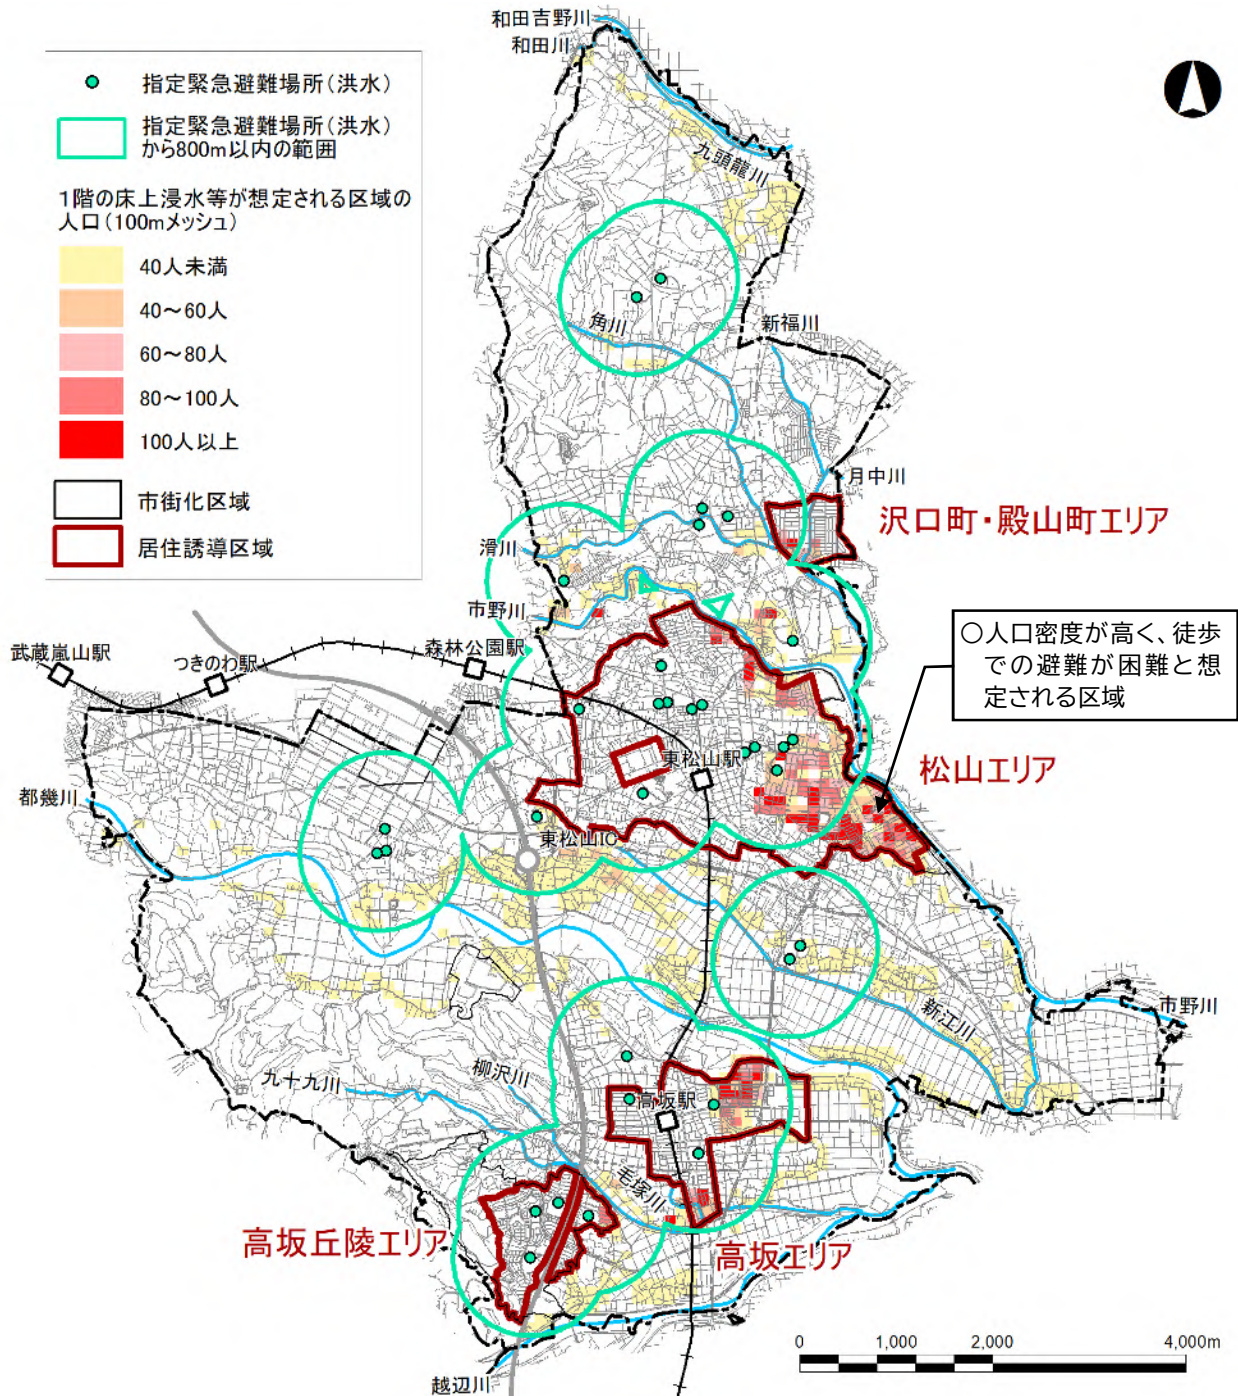 和田吉野川
和田川
指定緊急避難場所（洪水）
指定緊急避難場所（洪水）
から800m以内の範囲
1階の床上浸水等が想定される区域の
人口（100mメッシュ）
40人未満
40～60人
60～80人
80～100人
100人以上
市街化区域
居住誘導区域
九頭龍川
角川
新福川
月中川
沢口町・殿山町エリア
滑川
市野川
武蔵嵐山駅
つきのわ駅
森林公園駅
○人口密度が高く、徒歩
での避難が困難と想
定される区域
東松山駅
松山エリア
都幾川
東松山IC
新江川
市野川
九十九川
柳沢川
高坂駅
毛塚川
高坂丘陵エリア
高坂エリア
越辺川
0
1,000
2,000
4,000m